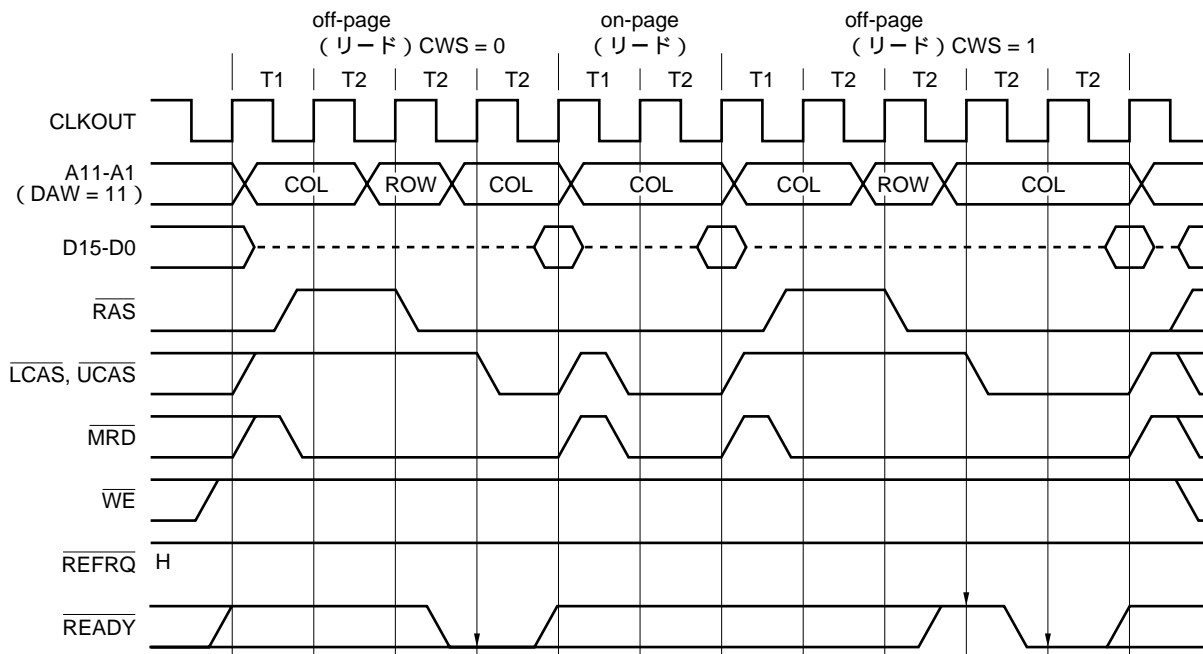 off-page
（リード）CWS = 0
on-page
（リード）
off-page
（リード）CWS = 1
T1 T2 T2 T2 T1 T2 T1 T2 T2 T2 T2
CLKOUT
A11-A1
（DAW = 11）
COL ROW COL COL COL ROW COL
D15-D0
RAS
LCAS, UCAS
MRD
WE
REFRQ H
READY